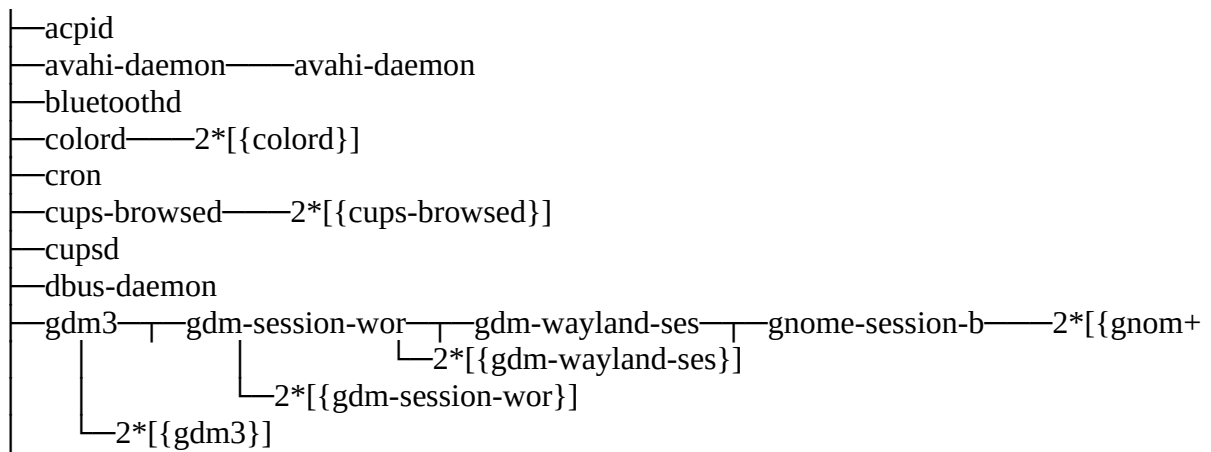 ├─acpid
├─avahi-daemon───avahi-daemon
├─bluetoothd
├─colord───2*[{colord}]
├─cron
├─cups-browsed───2*[{cups-browsed}]
├─cupsd
├─dbus-daemon
├─gdm3─┬─gdm-session-wor─┬─gdm-wayland-ses─┬─gnome-session-b───2*[{gnom+
│ │ │ └─2*[{gdm-wayland-ses}]
│ │ └─2*[{gdm-session-wor}]
│ └─2*[{gdm3}]